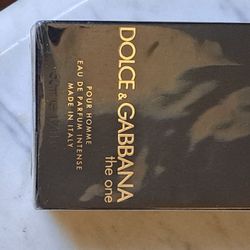 DOLCE & GABBANA
the one
POUR HOMME
EAU DE PARFUM INTENSE
MADE IN ITALY